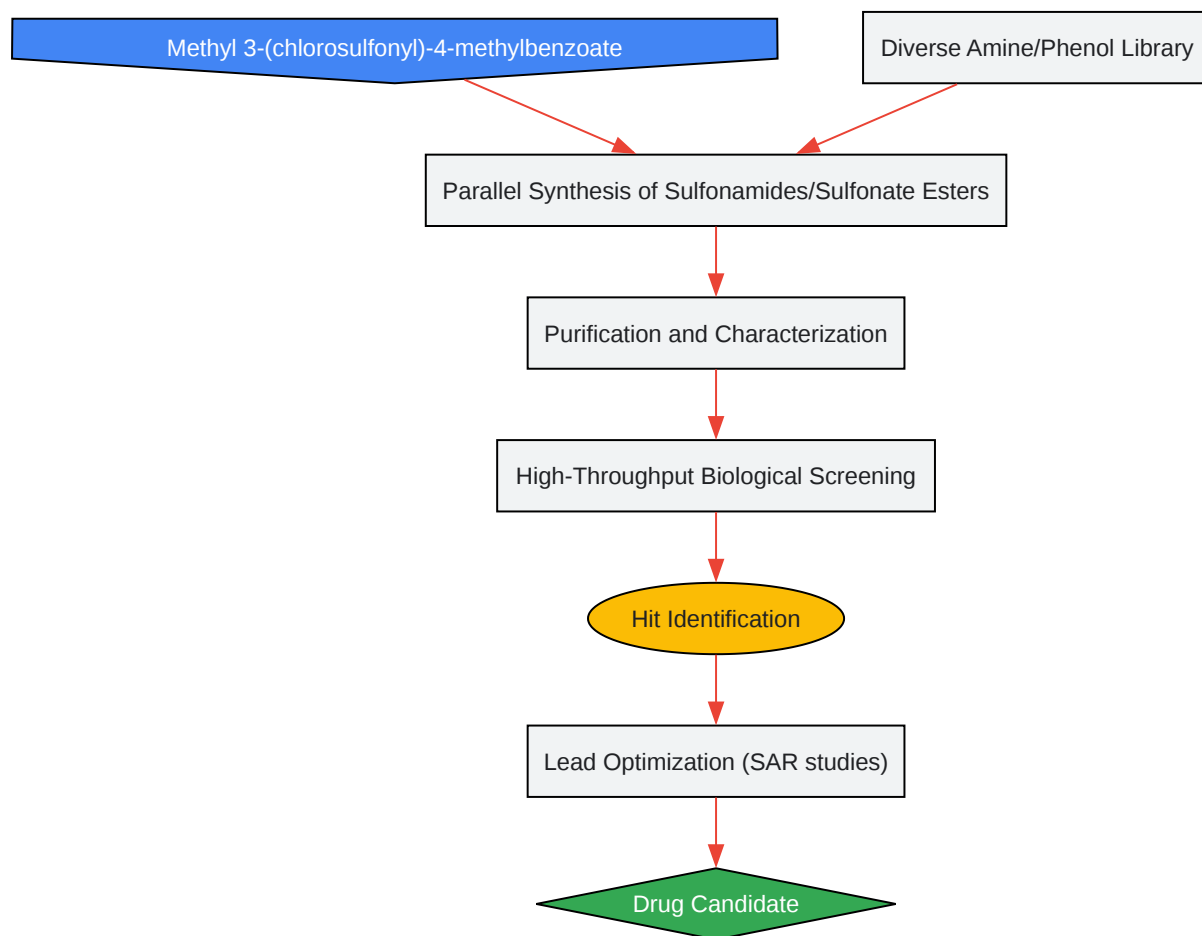 Methyl 3-(chlorosulfonyl)-4-methylbenzoate
Diverse Amine/Phenol Library
Parallel Synthesis of Sulfonamides/Sulfonate Esters
Purification and Characterization
High-Throughput Biological Screening
Hit Identification
Lead Optimization (SAR studies)
Drug Candidate